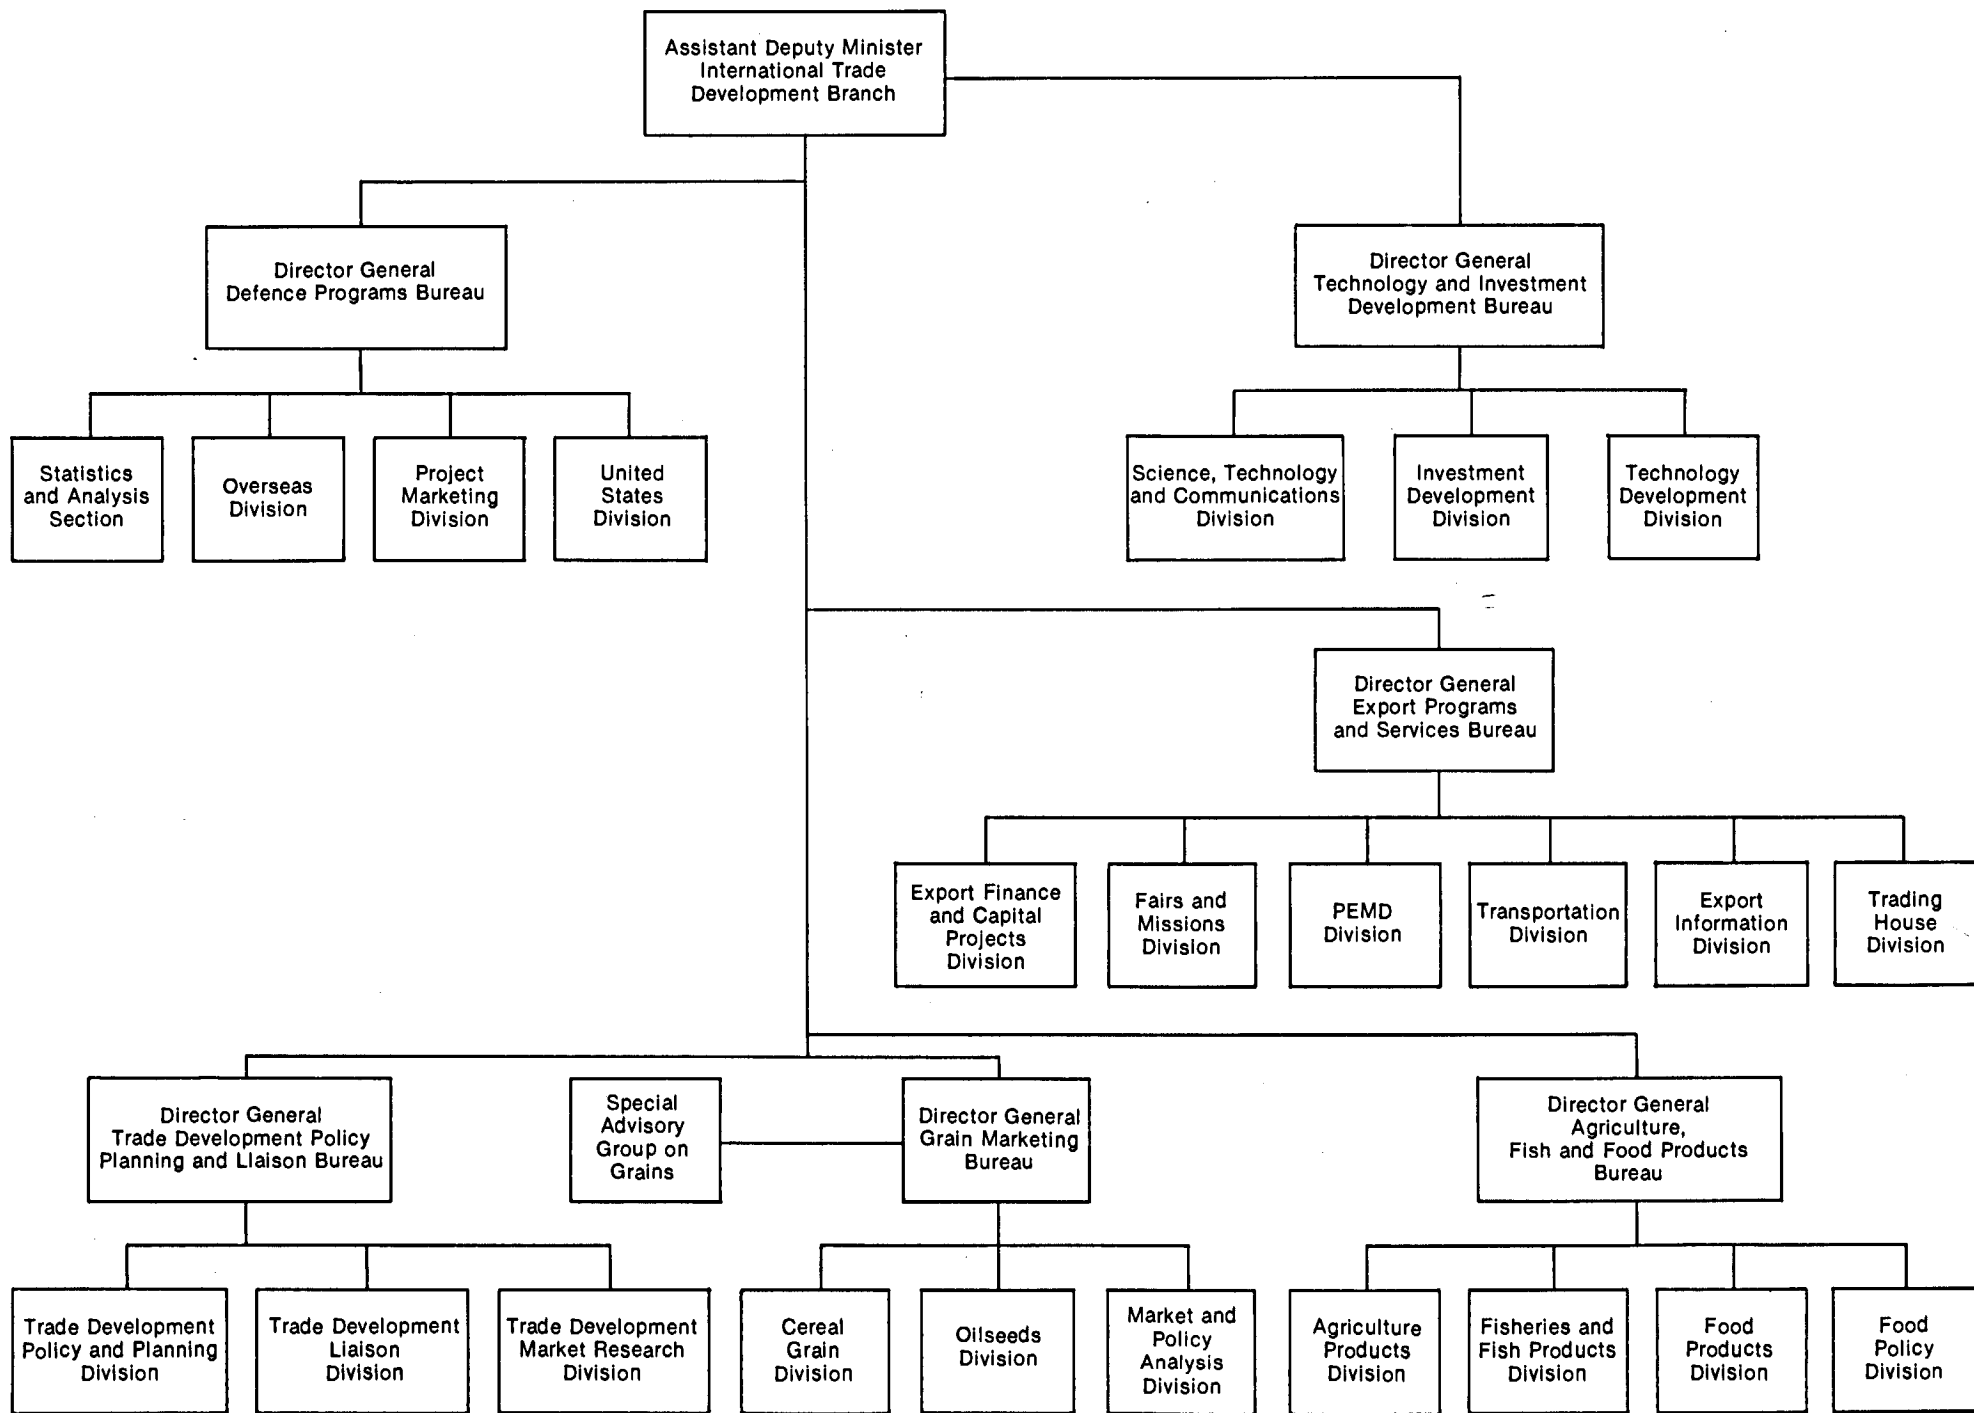 Assistant Deputy Minister
International Trade
Development Branch
Director General
Defence Programs Bureau
Director General
Technology and Investment
Development Bureau
Statistics
and Analysis
Section
Overseas
Division
Project
Marketing
Division
United
States
Division
Science, Technology
and Communications
Division
Investment
Development
Division
Technology
Development
Division
Director General
Export Programs
and Services Bureau
Export Finance
and Capital
Projects
Division
Fairs and
Missions
Division
PEMD
Division
Transportation
Division
Export
Information
Division
Trading
House
Division
Director General
Trade Development Policy
Planning and Liaison Bureau
Special
Advisory
Group on
Grains
Director General
Grain Marketing
Bureau
Director General
Agriculture,
Fish and Food Products
Bureau
Trade Development
Policy and Planning
Division
Trade Development
Liaison
Division
Trade Development
Market Research
Division
Cereal
Grain
Division
Oilseeds
Division
Market and
Policy
Analysis
Division
Agriculture
Products
Division
Fisheries and
Fish Products
Division
Food
Products
Division
Food
Policy
Division